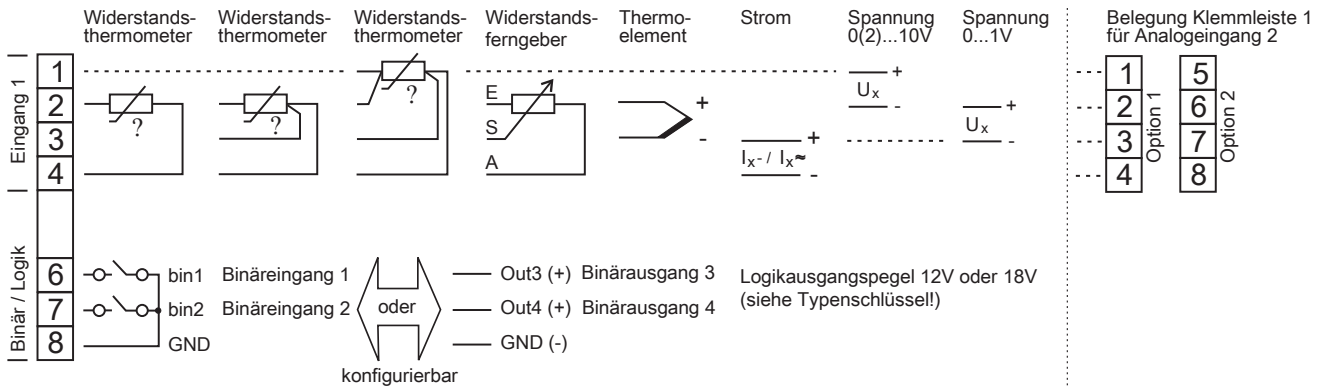 Widerstands-
thermometer
Widerstands-
thermometer
Widerstands-
thermometer
Widerstands-
ferngeber
Thermo-
element
Strom
Spannung
0(2)...10V
Spannung
0...1V
Belegung Klemmleiste 1
für Analogeingang 2
Eingang 1
1
2
3
4
?
?
?
E
S
A
+
-
+
Ix- / Ix≂
-
+
Ux
-
+
Ux
-
1
2
3
4
Option 1
5
6
7
8
Option 2
Binär / Logik
6
7
8
bin1 Binäreingang 1
bin2 Binäreingang 2
GND
oder
konfigurierbar
Out3 (+) Binärausgang 3
Out4 (+) Binärausgang 4
GND (-)
Logikausgangspegel 12V oder 18V
(siehe Typenschlüssel!)